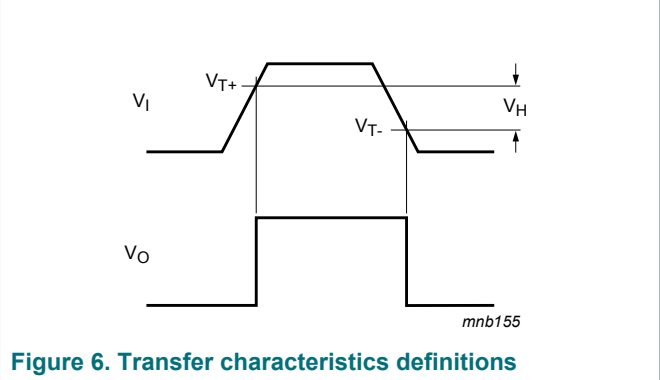 VT+
VI
VH
VT-
VO
mnb155
Figure 6. Transfer characteristics definitions